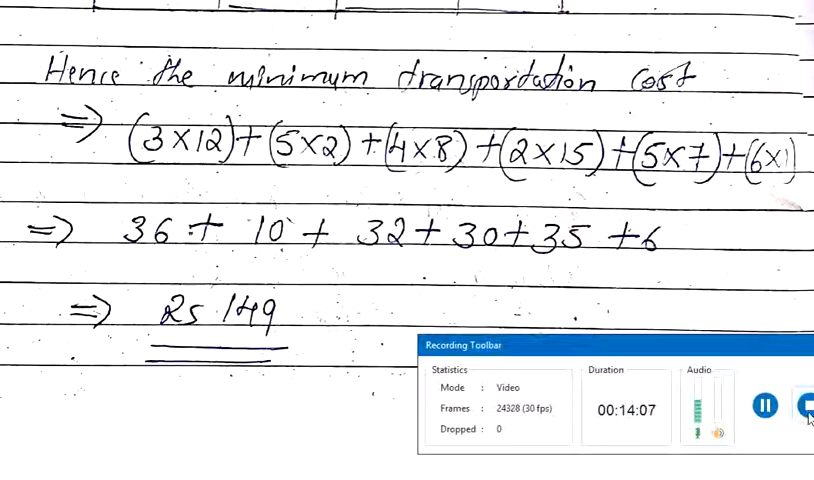 Hence the minimum transportation cost
⇒ (3×12)+(5×2)+(4×8)+(2×15)+(5×7)+(6×1)
⇒ 36 + 10 + 32 + 30 + 35 + 6
⇒ Rs 149
Recording Toolbar
Statistics
Mode : Video
Frames : 24328 (30 fps)
Dropped : 0
Duration
00:14:07
Audio